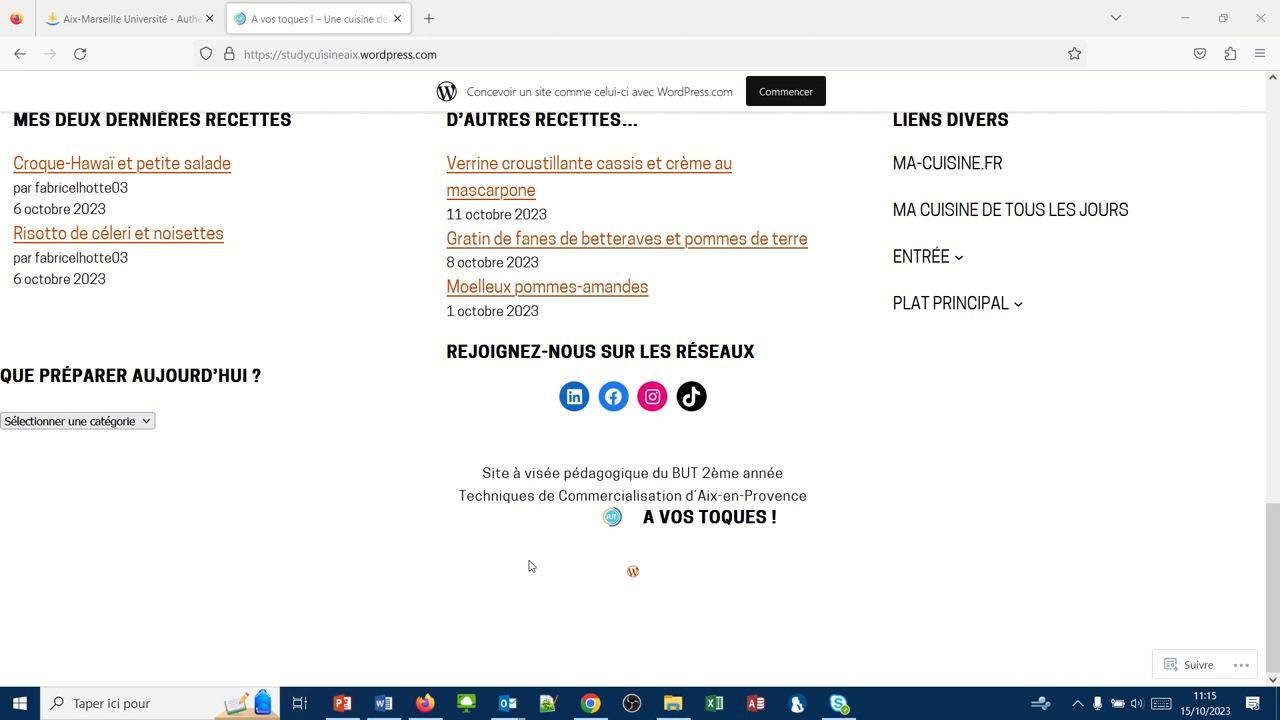 Aix-Marseille Université - Authe
A vos toques ! – Une cuisine dé
https://studycuisineaix.wordpress.com
Concevoir un site comme celui-ci avec WordPress.com
Commencer
MES DEUX DERNIÈRES RECETTES
Croque-Hawaï et petite salade
par fabricelhotte03
6 octobre 2023
Risotto de céleri et noisettes
par fabricelhotte03
6 octobre 2023
QUE PRÉPARER AUJOURD'HUI ?
Sélectionner une catégorie
D'AUTRES RECETTES...
Verrine croustillante cassis et crème au
mascarpone
11 octobre 2023
Gratin de fanes de betteraves et pommes de terre
8 octobre 2023
Moelleux pommes-amandes
1 octobre 2023
REJOIGNEZ-NOUS SUR LES RÉSEAUX
LIENS DIVERS
MA-CUISINE.FR
MA CUISINE DE TOUS LES JOURS
ENTRÉE
PLAT PRINCIPAL
Site à visée pédagogique du BUT 2ème année
Techniques de Commercialisation d'Aix-en-Provence
IUT
A VOS TOQUES !
Suivre
Taper ici pour
11:15
15/10/2023